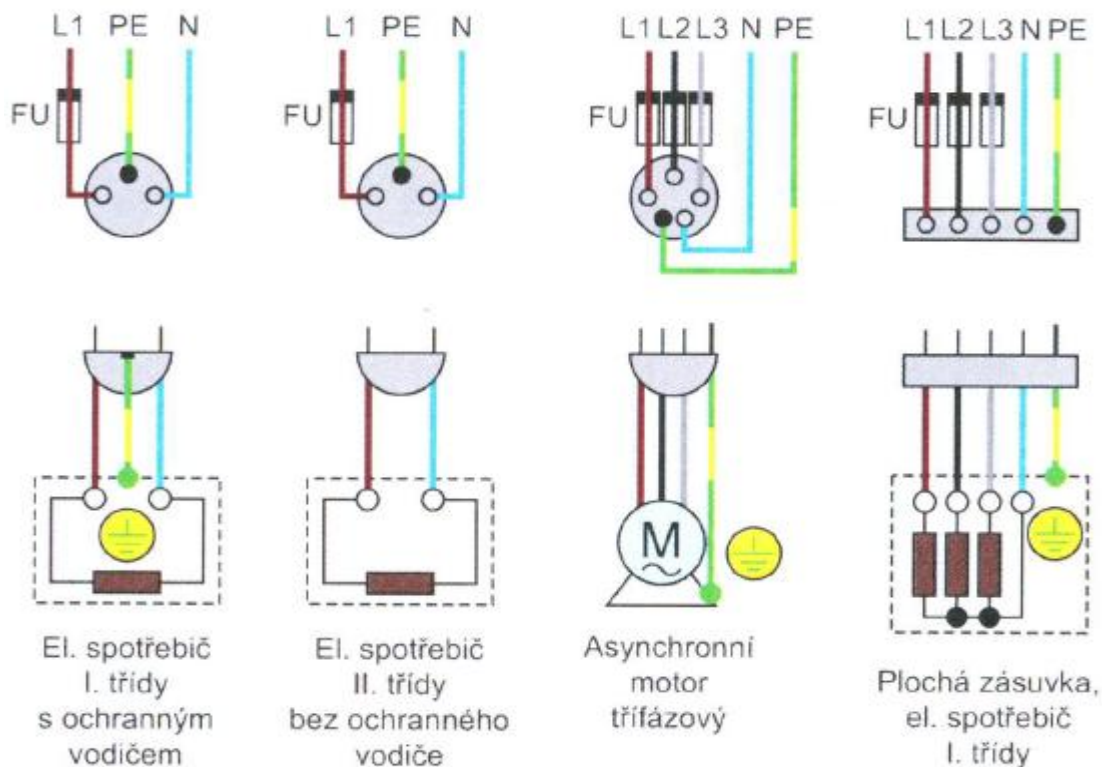 L1 PE N
L1 PE N
L1 L2 L3 N PE
L1 L2 L3 N PE
FU
FU
FU
FU
M
El. spotřebič
I. třídy
s ochranným
vodičem
El. spotřebič
II. třídy
bez ochranného
vodiče
Asynchronní
motor
třífázový
Plochá zásuvka,
el. spotřebič
I. třídy